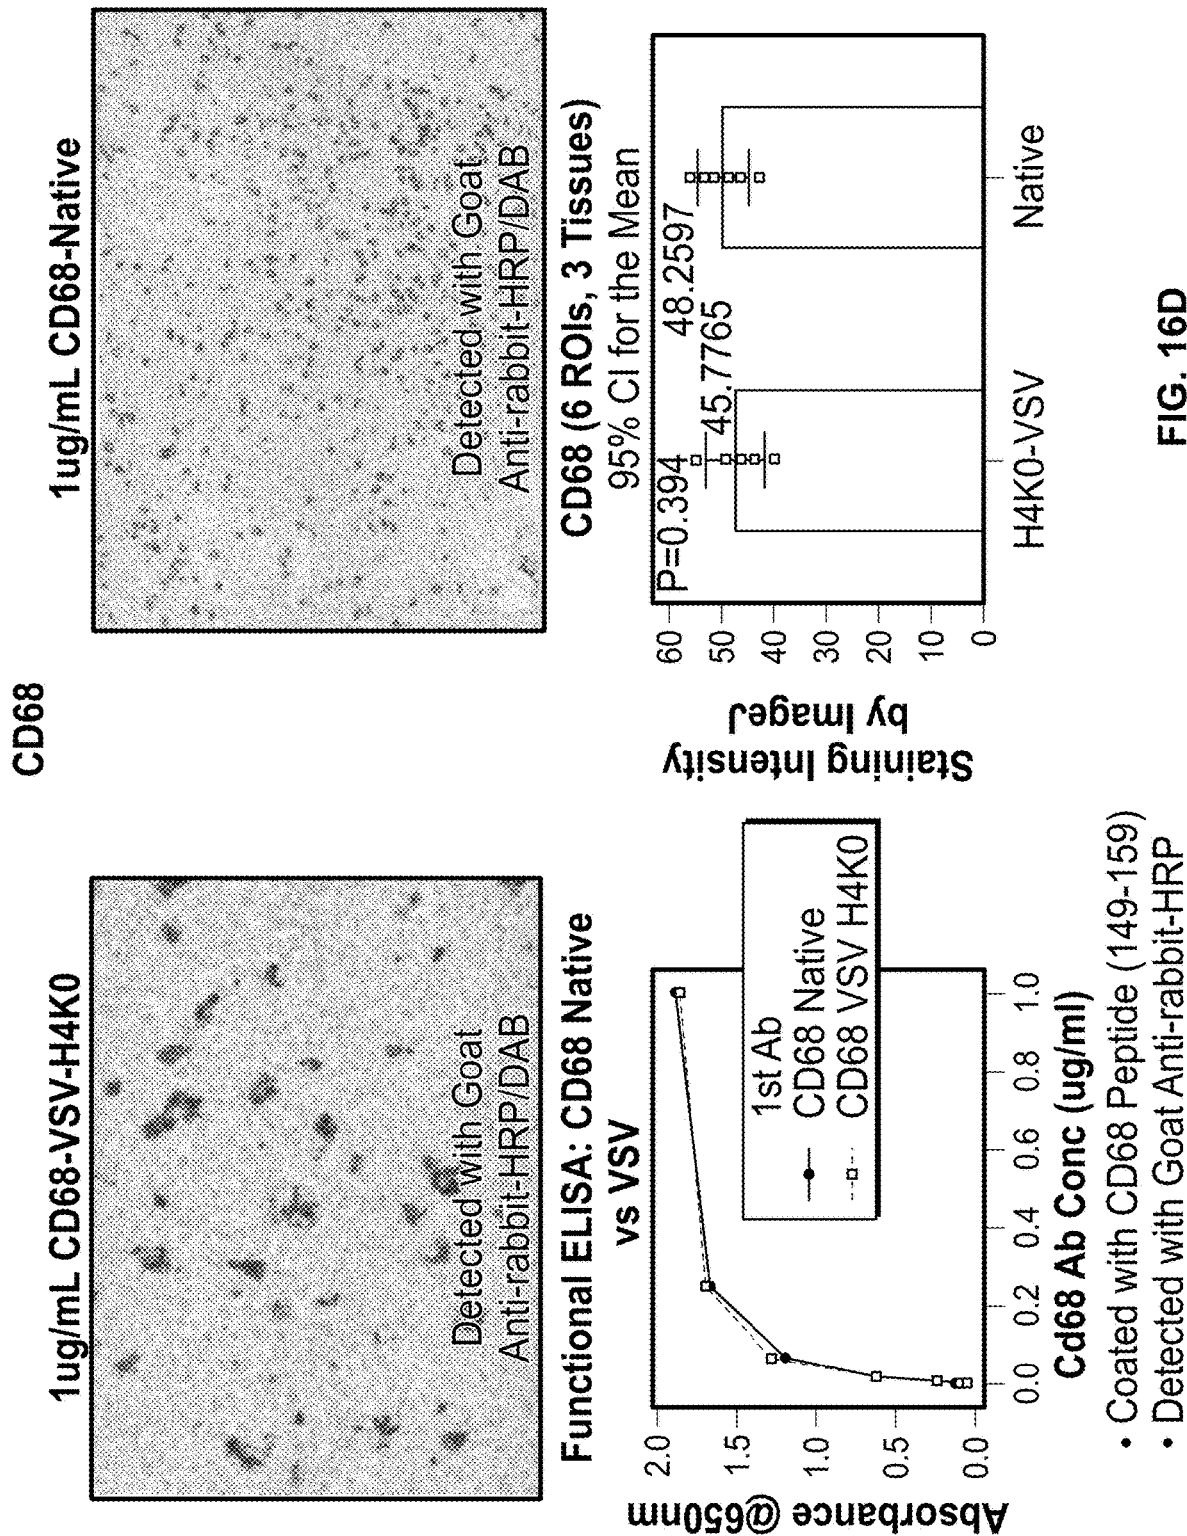 CD68
1ug/mL CD68-VSV-H4K0
Detected with Goat
Anti-rabbit-HRP/DAB
1ug/mL CD68-Native
Detected with Goat
Anti-rabbit-HRP/DAB
Functional ELISA: CD68 Native
vs VSV
Absorbance @650nm
2.0
1.5
1.0
0.5
0.0
1st Ab
CD68 Native
CD68 VSV H4K0
0.0 0.2 0.4 0.6 0.8 1.0
Cd68 Ab Conc (ug/ml)
• Coated with CD68 Peptide (149-159)
• Detected with Goat Anti-rabbit-HRP
CD68 (6 ROIs, 3 Tissues)
95% CI for the Mean
Staining Intensity
by ImageJ
60
50
40
30
20
10
0
P=0.394
45.7765
48.2597
H4K0-VSV Native
FIG. 16D